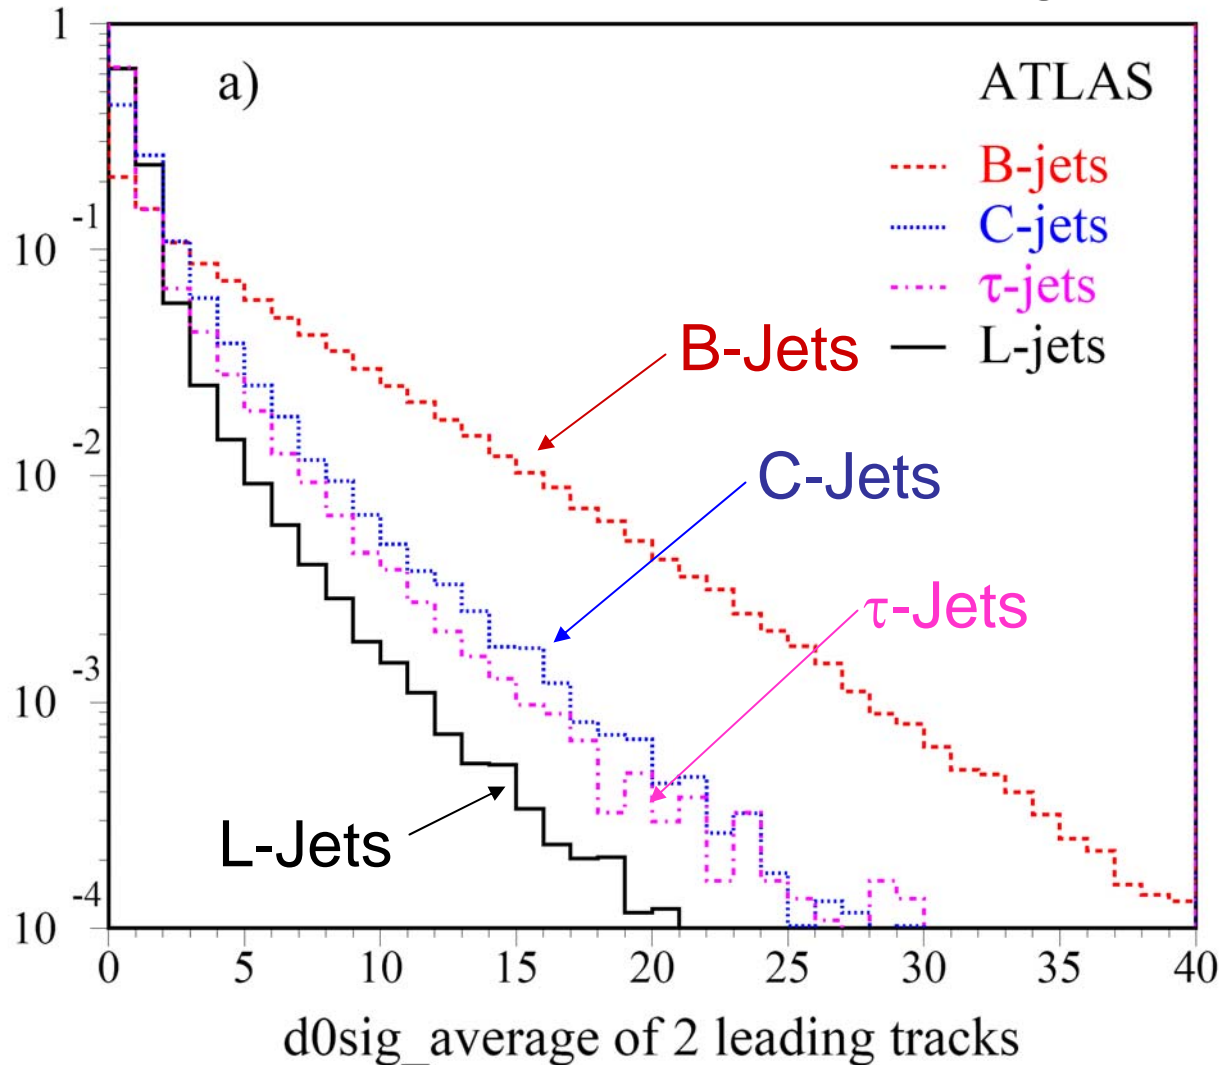 1
a)
ATLAS
B-jets
C-jets
τ-jets
L-jets
10 -1
B-Jets
C-Jets
10 -2
τ-Jets
10 -3
L-Jets
10 -4
0 5 10 15 20 25 30 35 40
d0sig_average of 2 leading tracks